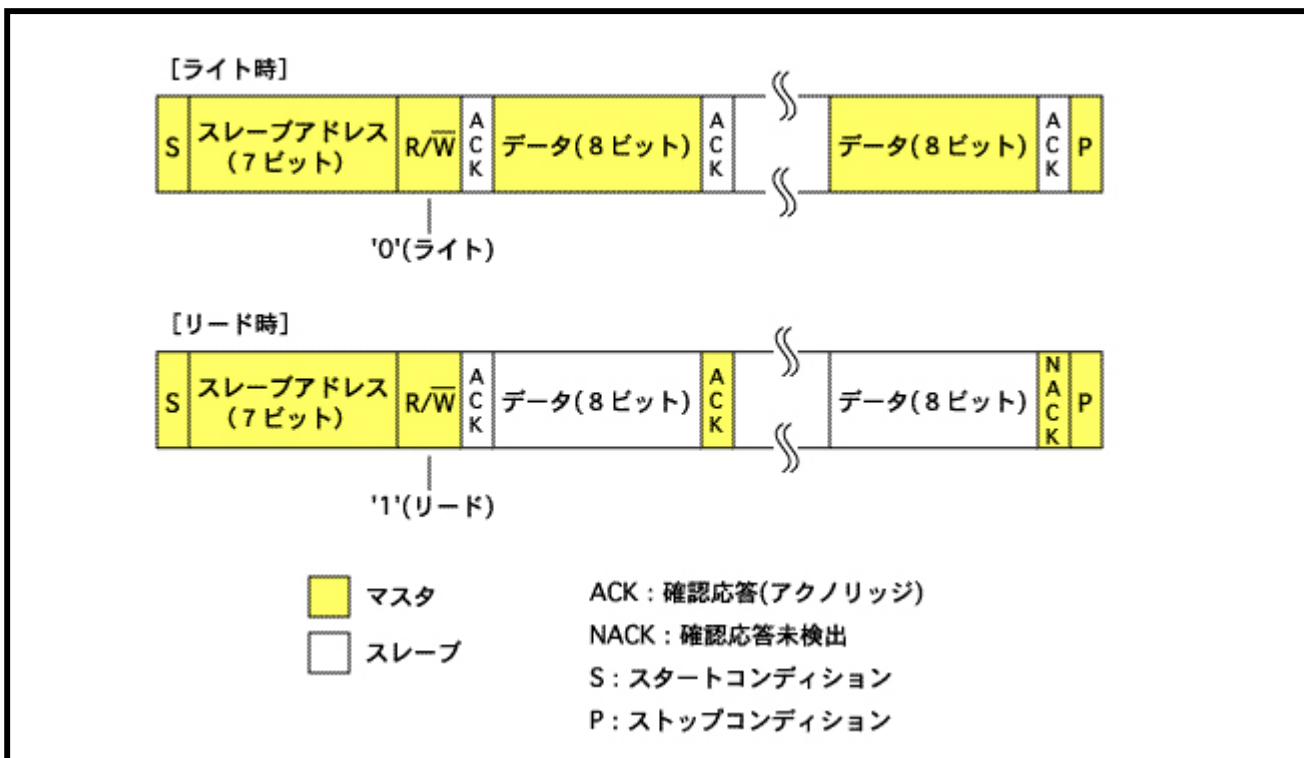 ［ライト時］
S スレーブアドレス R/W ACK データ(8ビット) ACK データ(8ビット) ACK P
(7ビット)
'0'(ライト)
［リード時］
S スレーブアドレス R/W ACK データ(8ビット) ACK データ(8ビット) NACK P
(7ビット)
'1'(リード)
マスタ
スレーブ
ACK：確認応答(アクノリッジ)
NACK：確認応答未検出
S：スタートコンディション
P：ストップコンディション